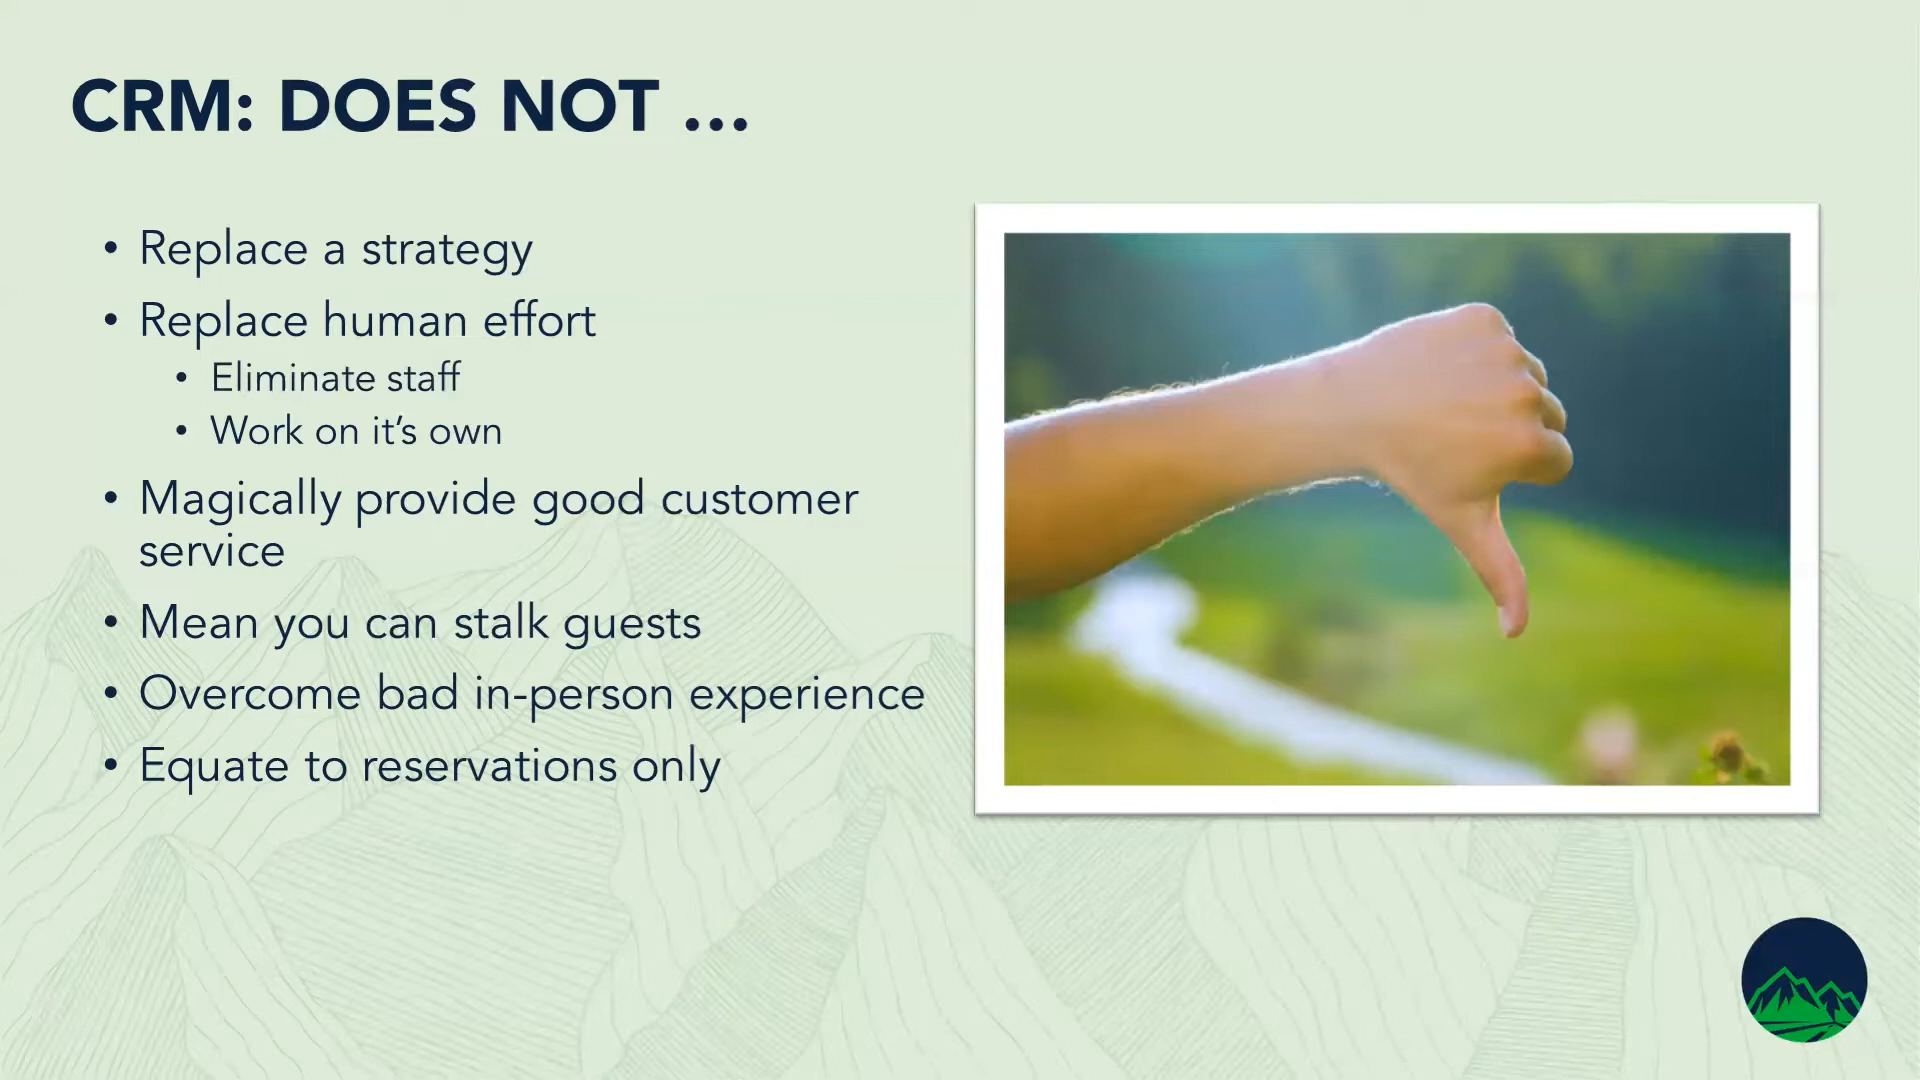 CRM: DOES NOT ...
• Replace a strategy
• Replace human effort
• Eliminate staff
• Work on it’s own
• Magically provide good customer
service
• Mean you can stalk guests
• Overcome bad in-person experience
• Equate to reservations only